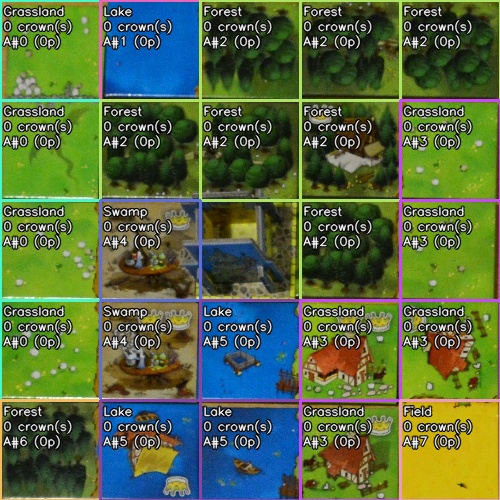 Grassland
0 crown(s)
A#0 (0p)
Lake
0 crown(s)
A#1 (0p)
Forest
0 crown(s)
A#2 (0p)
Forest
0 crown(s)
A#2 (0p)
Forest
0 crown(s)
A#2 (0p)
Grassland
0 crown(s)
A#0 (0p)
Forest
0 crown(s)
A#2 (0p)
Forest
0 crown(s)
A#2 (0p)
Forest
0 crown(s)
A#2 (0p)
Grassland
0 crown(s)
A#3 (0p)
Grassland
0 crown(s)
A#0 (0p)
Swamp
0 crown(s)
A#4 (0p)
Forest
0 crown(s)
A#2 (0p)
Grassland
0 crown(s)
A#3 (0p)
Grassland
0 crown(s)
A#0 (0p)
Swamp
0 crown(s)
A#4 (0p)
Lake
0 crown(s)
A#5 (0p)
Grassland
0 crown(s)
A#3 (0p)
Grassland
0 crown(s)
A#3 (0p)
Forest
0 crown(s)
A#6 (0p)
Lake
0 crown(s)
A#5 (0p)
Lake
0 crown(s)
A#5 (0p)
Grassland
0 crown(s)
A#3 (0p)
Field
0 crown(s)
A#7 (0p)